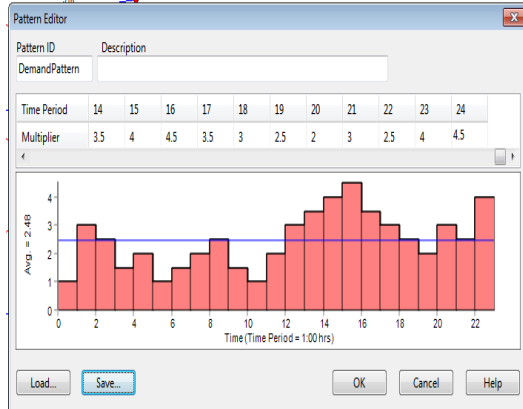 Pattern Editor
Pattern ID Description
DemandPattern
Time Period 14 15 16 17 18 19 20 21 22 23 24
Multiplier 3.5 4 4.5 3.5 3 2.5 2 3 2.5 4 4.5
Avg. = 2.48
4
3
2
1
0
0 2 4 6 8 10 12 14 16 18 20 22
Time (Time Period = 1:00 hrs)
Load... Save... OK Cancel Help